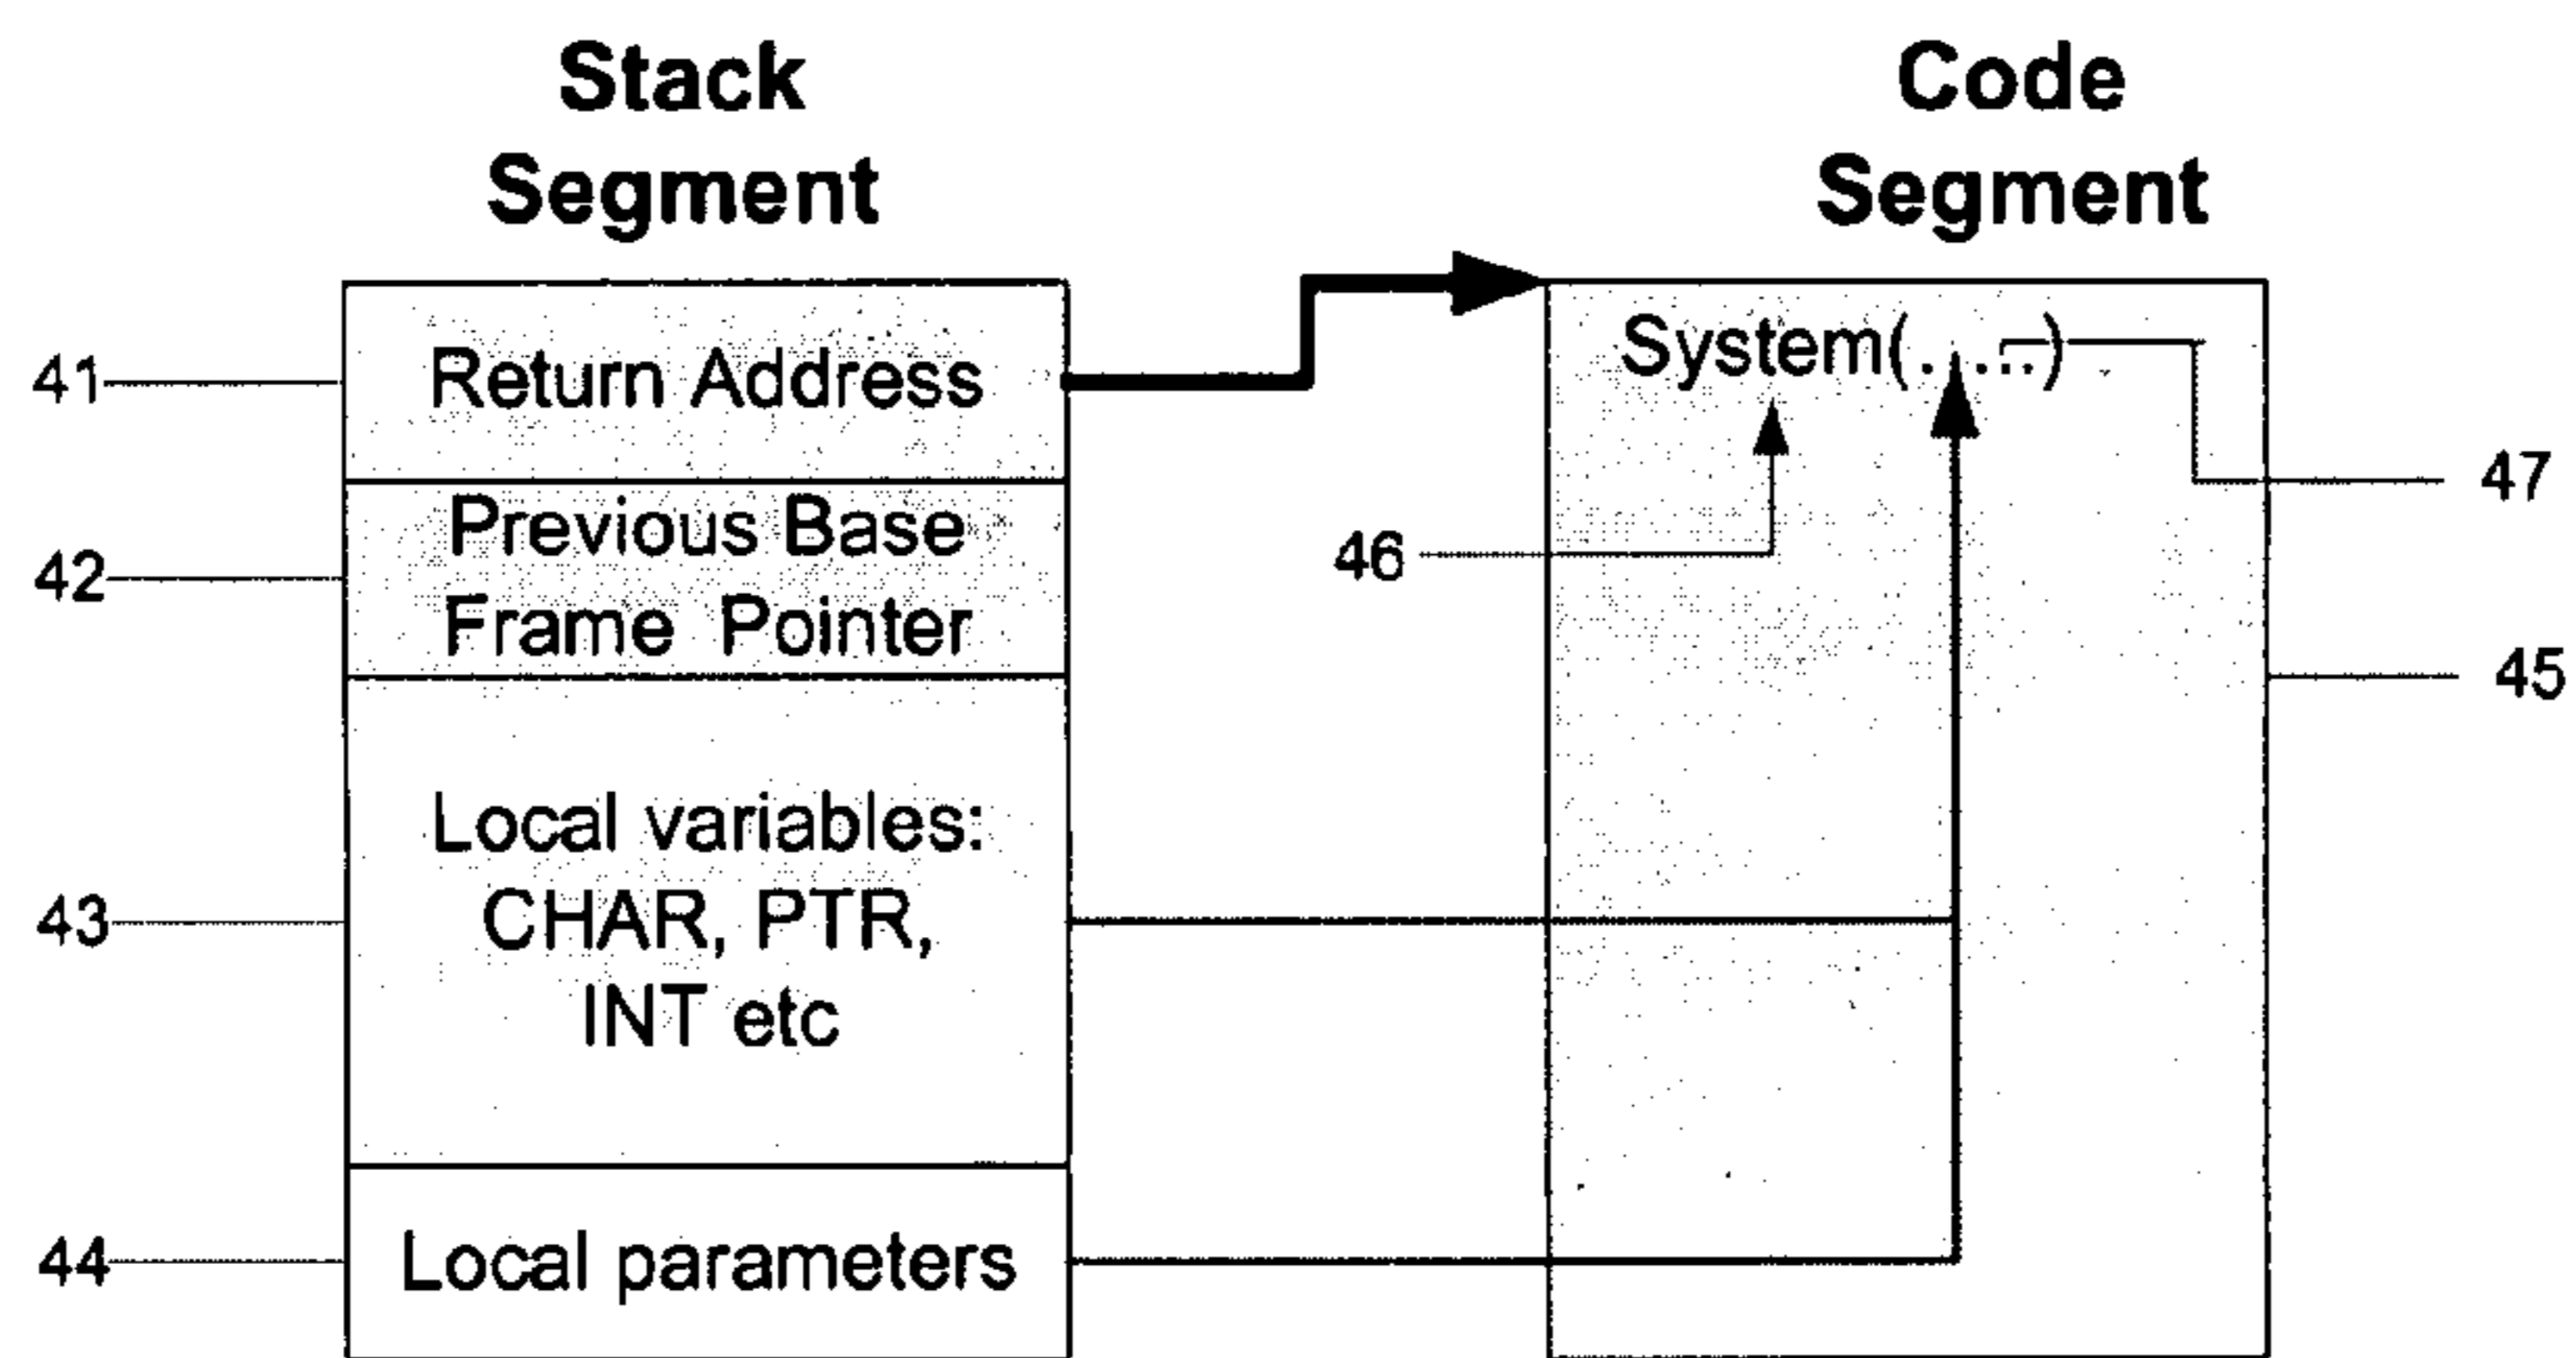 Stack
Segment
Code
Segment
41
Return Address
System(.....)
47
42
Previous Base
Frame Pointer
46
45
43
Local variables:
CHAR, PTR,
INT etc
44
Local parameters